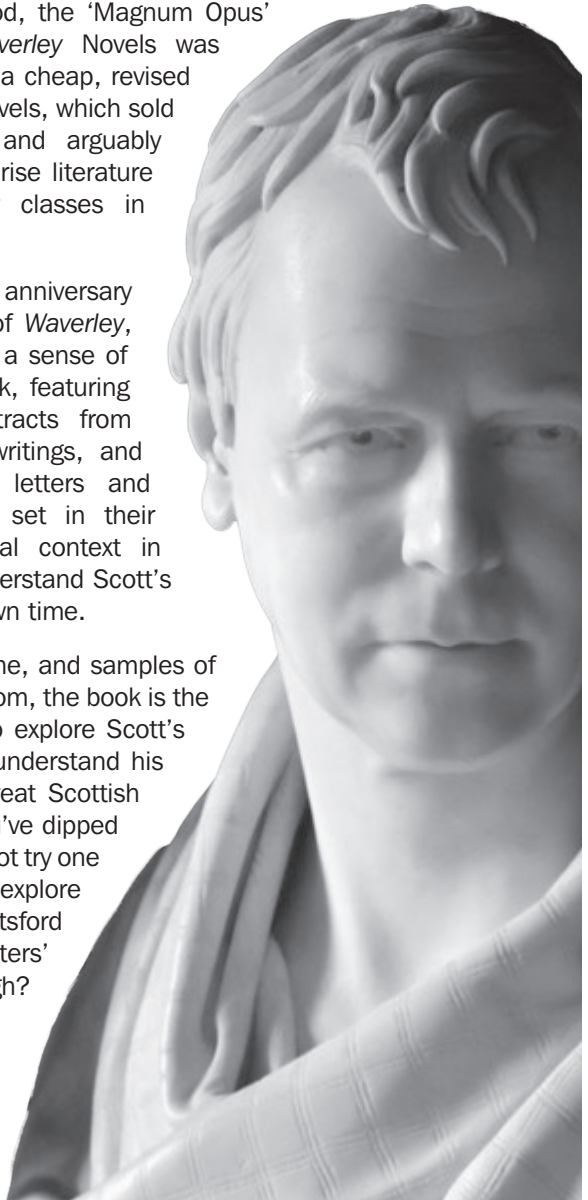 od, the ‘Magnum Opus’
verley Novels was
a cheap, revised
vels, which sold
and arguably
rise literature
classes in
anniversary
of Waverley,
a sense of
k, featuring
tracts from
writings, and
letters and
set in their
al context in
derstand Scott’s
wn time.
ne, and samples of
om, the book is the
o explore Scott’s
understand his
reat Scottish
u’ve dipped
ot try one
explore
tsford
ters’
gh?